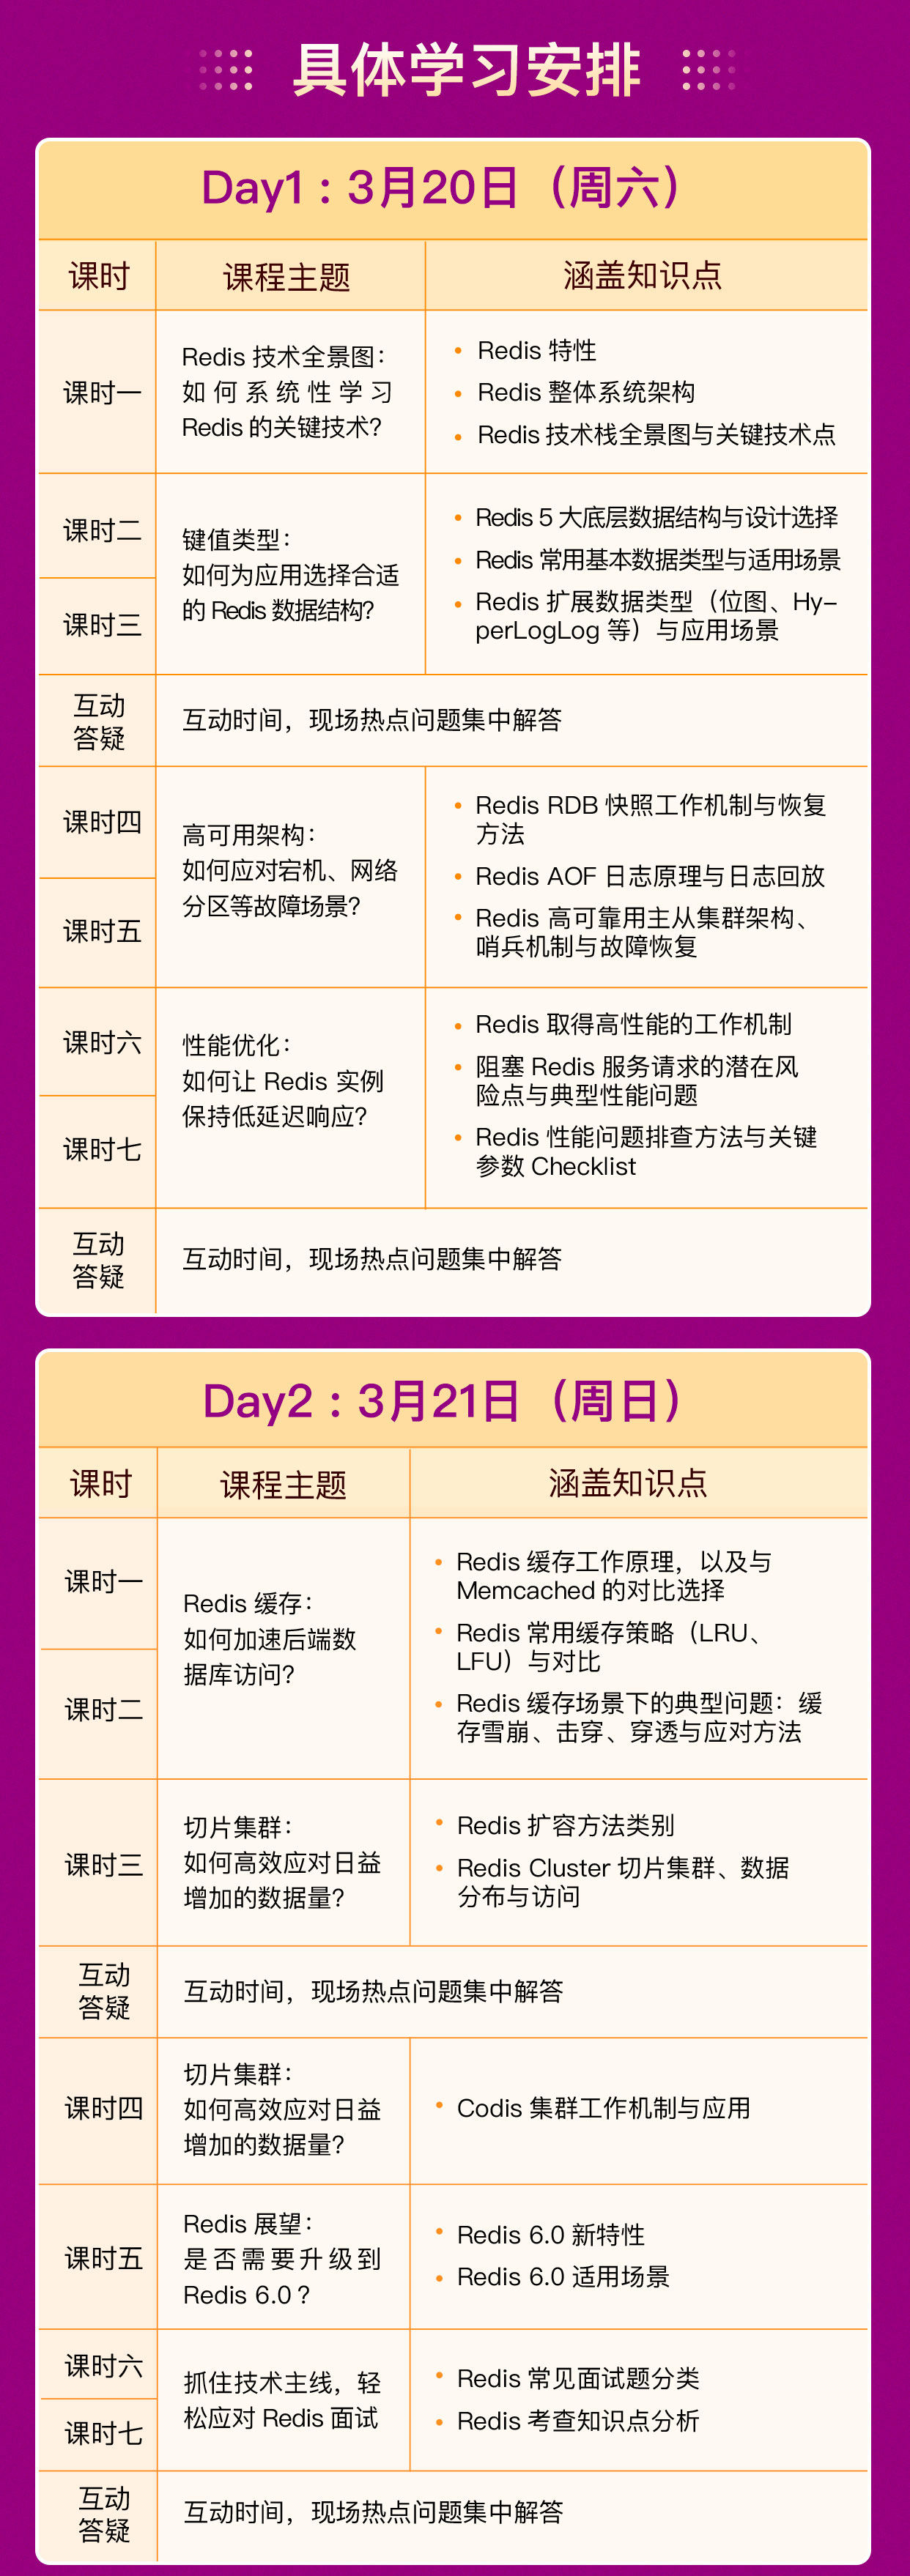 具体学习安排
Day1：3月20日（周六）
课时
课程主题
涵盖知识点
课时一
Redis 技术全景图：
如何系统性学习
Redis 的关键技术？
• Redis 特性
• Redis 整体系统架构
• Redis 技术栈全景图与关键技术点
课时二
课时三
键值类型：
如何为应用选择合适
的 Redis 数据结构？
• Redis 5 大底层数据结构与设计选择
• Redis 常用基本数据类型与适用场景
• Redis 扩展数据类型（位图、Hy-
perLogLog 等）与应用场景
互动
答疑
互动时间，现场热点问题集中解答
课时四
课时五
高可用架构：
如何应对宕机、网络
分区等故障场景？
• Redis RDB 快照工作机制与恢复
方法
• Redis AOF 日志原理与日志回放
• Redis 高可靠用主从集群架构、
哨兵机制与故障恢复
课时六
课时七
性能优化：
如何让 Redis 实例
保持低延迟响应？
• Redis 取得高性能的工作机制
• 阻塞 Redis 服务请求的潜在风
险点与典型性能问题
• Redis 性能问题排查方法与关键
参数 Checklist
互动
答疑
互动时间，现场热点问题集中解答
Day2：3月21日（周日）
课时
课程主题
涵盖知识点
课时一
课时二
Redis 缓存：
如何加速后端数
据库访问？
• Redis 缓存工作原理，以及与
Memcached 的对比选择
• Redis 常用缓存策略（LRU、
LFU）与对比
• Redis 缓存场景下的典型问题：缓
存雪崩、击穿、穿透与应对方法
课时三
切片集群：
如何高效应对日益
增加的数据量？
• Redis 扩容方法类别
• Redis Cluster 切片集群、数据
分布与访问
互动
答疑
互动时间，现场热点问题集中解答
课时四
切片集群：
如何高效应对日益
增加的数据量？
• Codis 集群工作机制与应用
课时五
Redis 展望：
是否需要升级到
Redis 6.0？
• Redis 6.0 新特性
• Redis 6.0 适用场景
课时六
课时七
抓住技术主线，轻
松应对 Redis 面试
• Redis 常见面试题分类
• Redis 考查知识点分析
互动
答疑
互动时间，现场热点问题集中解答